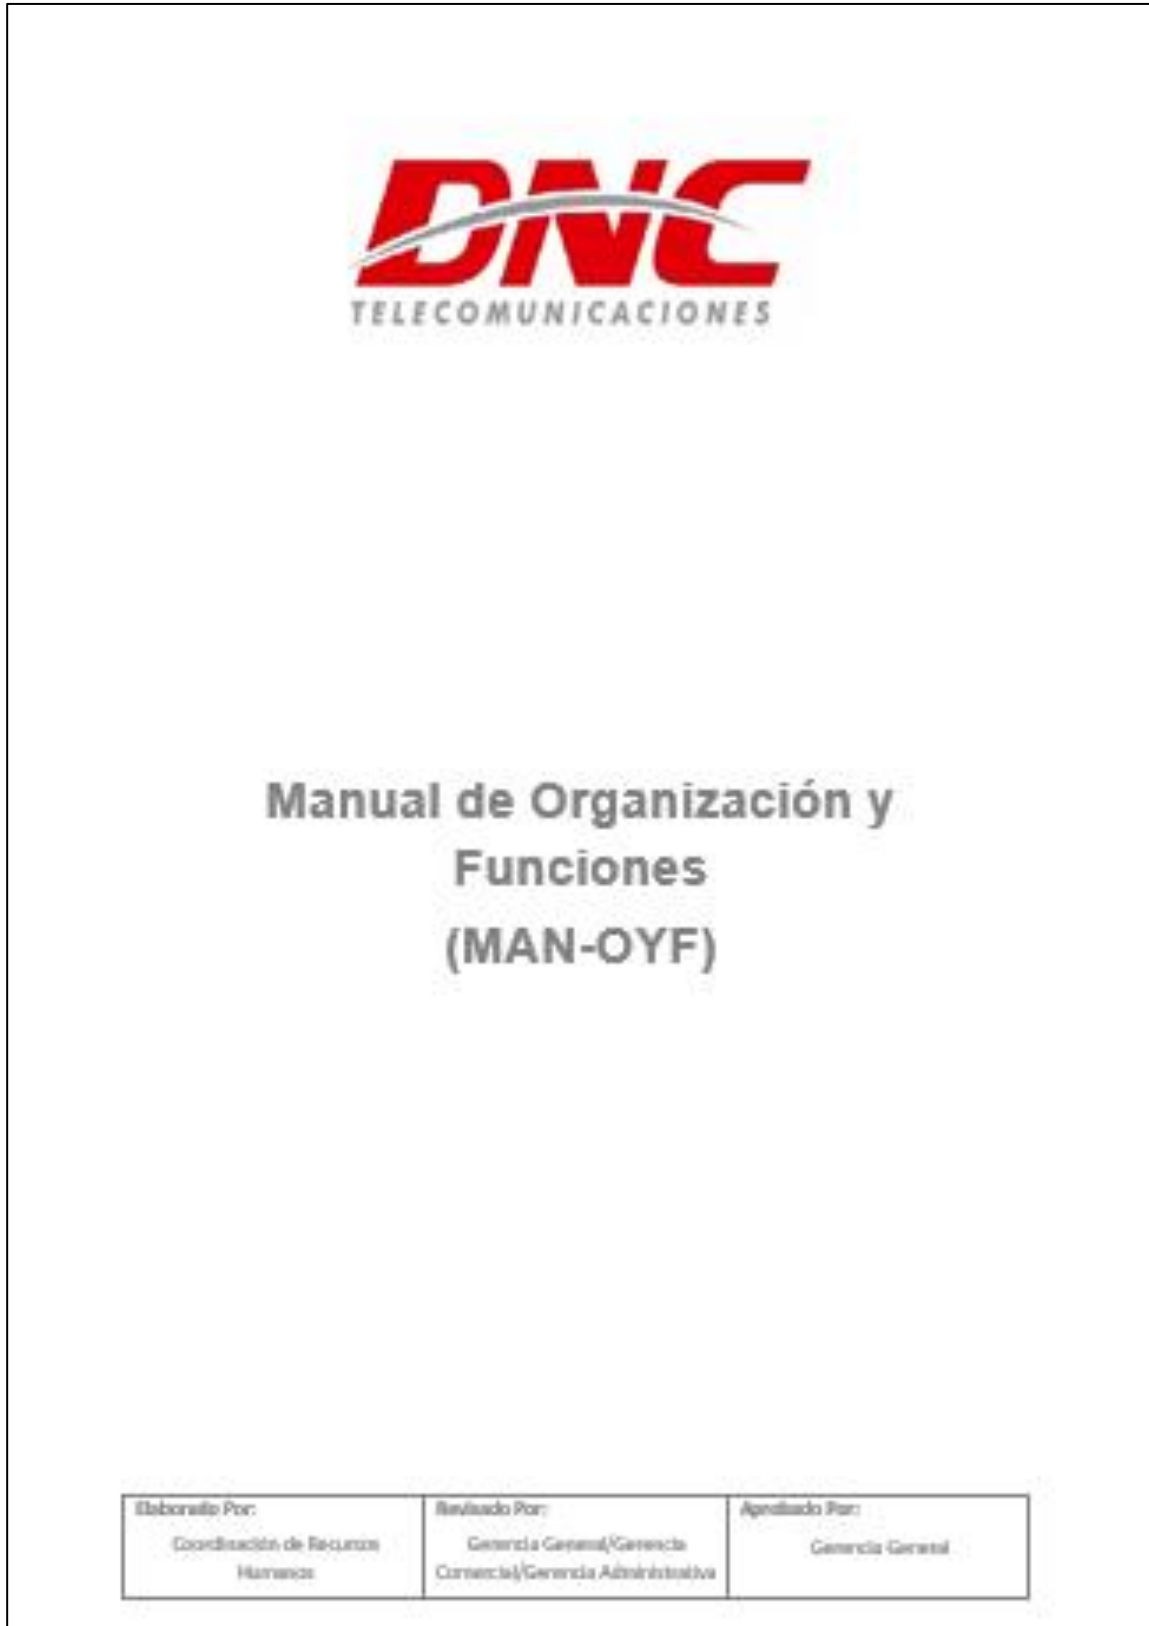 DNC
TELECOMUNICACIONES
Manual de Organización y
Funciones
(MAN-OYF)
Elaborado Por:
Coordinación de Recursos
Humanos
Revisado Por:
Gerencia General/Gerencia
Comercial/Gerencia Administrativa
Aprobado Por:
Gerencia General